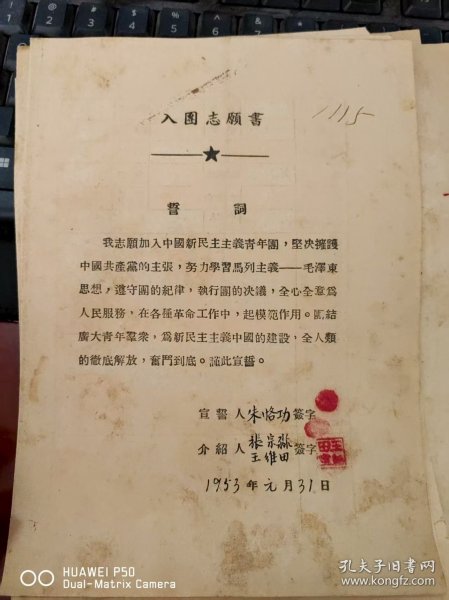 入團志願書
1115
誓詞
我志願加入中國新民主主義青年團，堅决擁護
中國共產黨的主張，努力學習馬列主義——毛澤東
思想，遵守團的紀律，執行團的决議，全心全意爲
人民服務，在各種革命工作中，起模範作用。團結
廣大青年羣衆，爲新民主主義中國的建設，全人類
的徹底解放，奮鬥到底。謹此宣誓。
宣誓人朱恪功簽字
介紹人張宗
王維田簽字
1953年元月31日
HUAWEI P50
Dual-Matrix Camera
孔夫子旧书网
www.kongfz.com